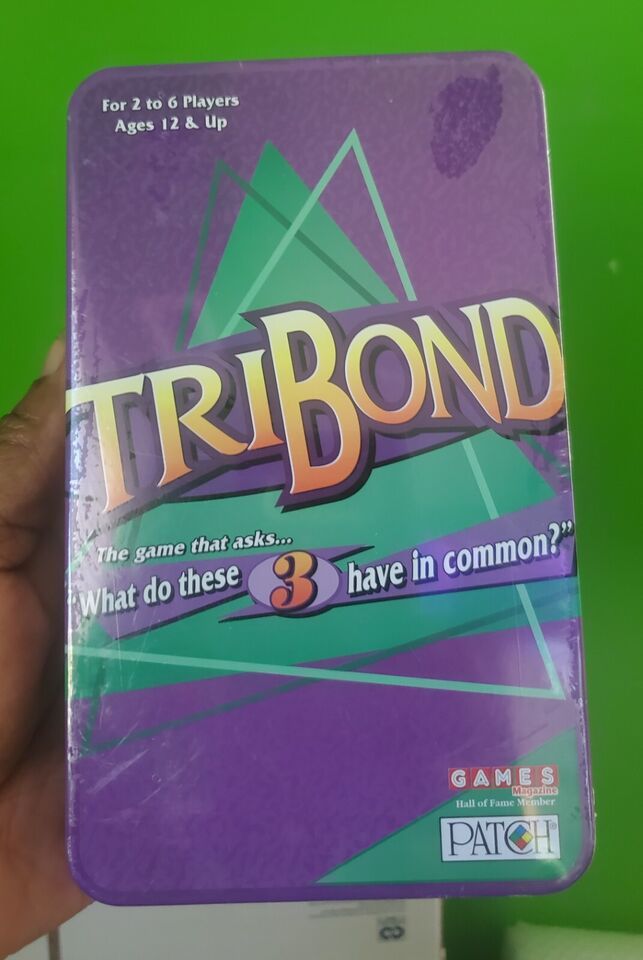 For 2 to 6 Players
Ages 12 & Up
TRIBOND
The game that asks...
"What do these 3 have in common?"
GAMES
Magazine
Hall of Fame Member
PATCH®